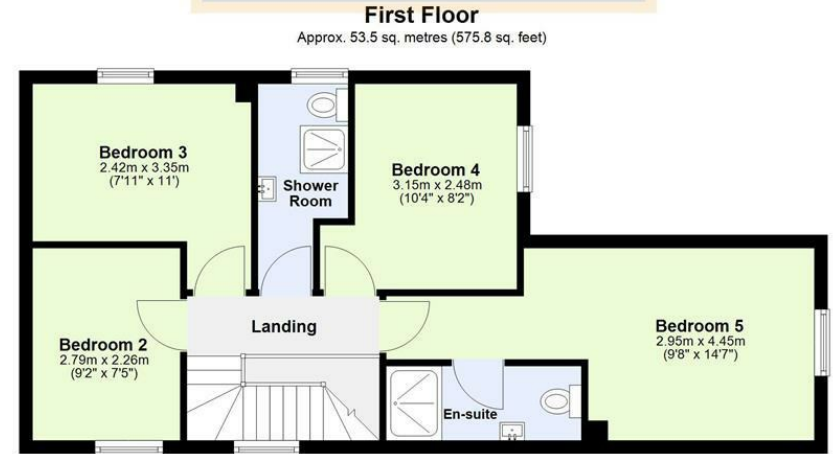 First Floor
Approx. 53.5 sq. metres (575.8 sq. feet)
Bedroom 3
2.42m x 3.35m
(7'11" x 11')
Shower
Room
Bedroom 4
3.15m x 2.48m
(10'4" x 8'2")
Landing
Bedroom 2
2.79m x 2.26m
(9'2" x 7'5")
Bedroom 5
2.95m x 4.45m
(9'8" x 14'7")
En-suite